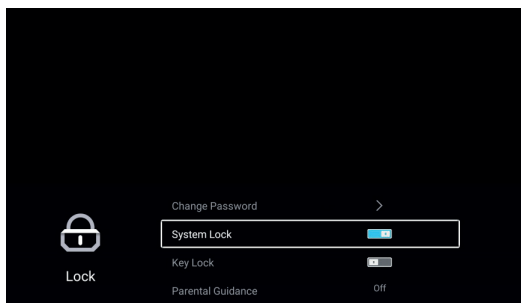 Change Password
System Lock
Key Lock
Lock
Parental Guidance
Off